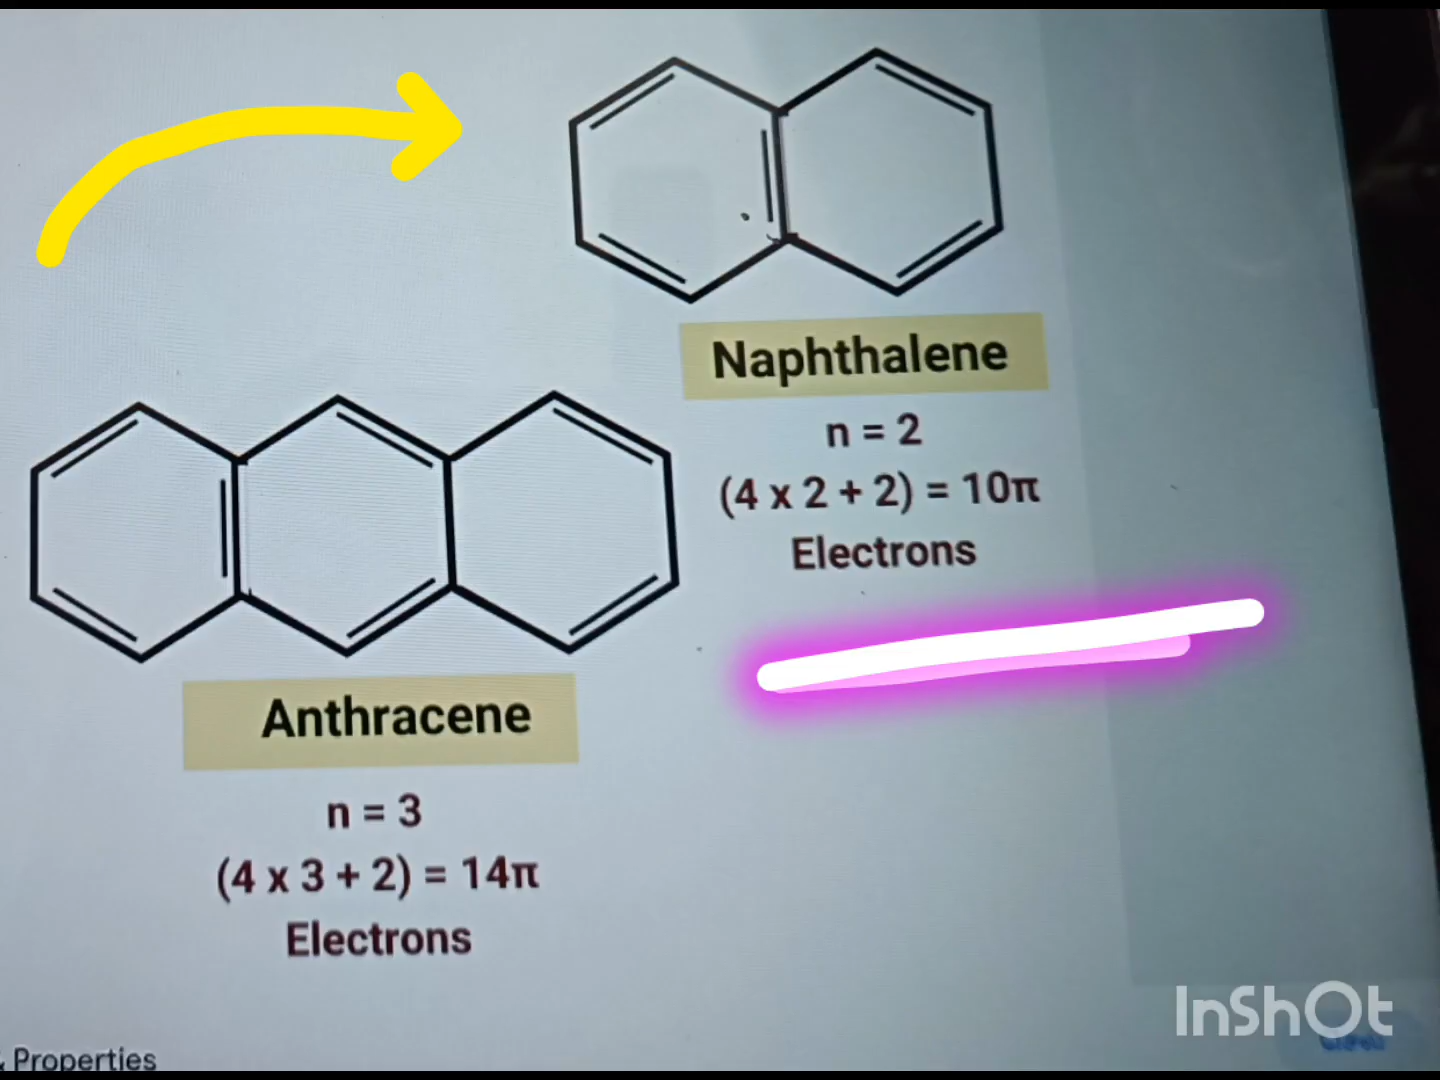 Naphthalene
n = 2
(4 x 2 + 2) = 10π
Electrons
Anthracene
n = 3
(4 x 3 + 2) = 14π
Electrons
& Properties
InShOt